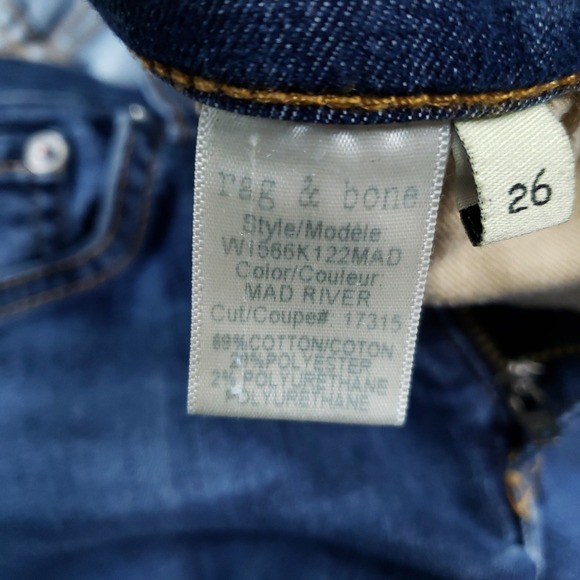 rag & bone
Style/Modèle
W1566K122MAD
Color/Couleur:
MAD RIVER
Cut/Coupe#: 17315
69%COTTON/COTON
29%POLYESTER
2% POLYURETHANE
POLYURETHANE
26